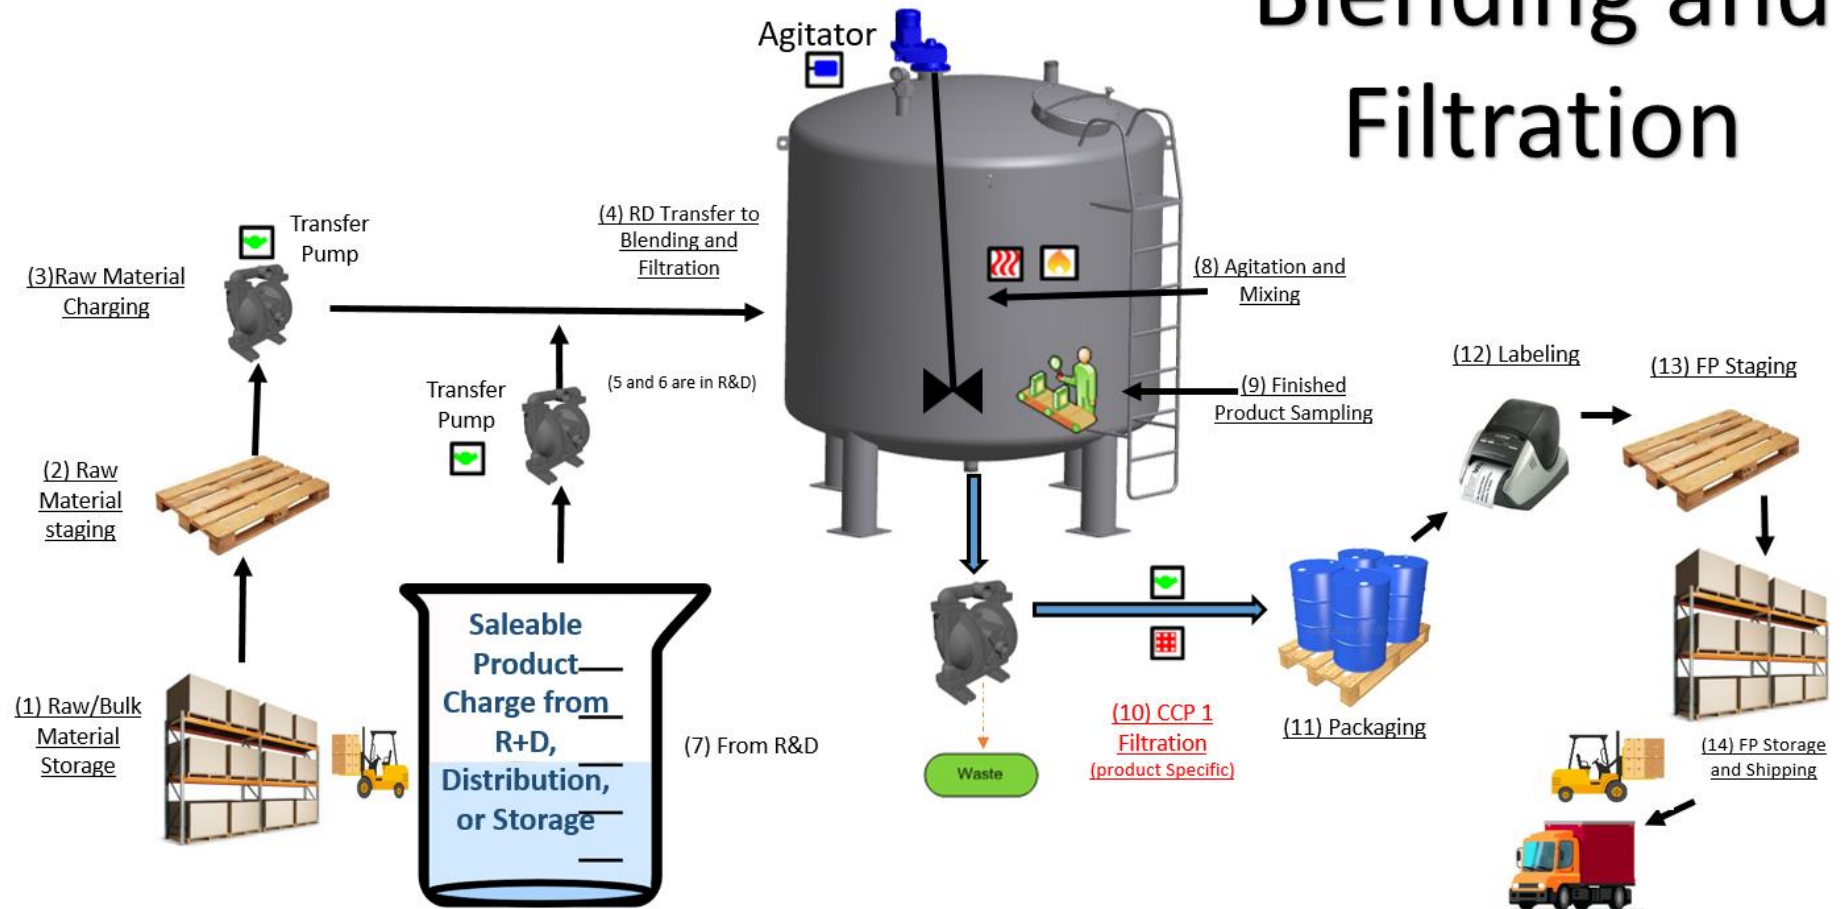 Blending and
Filtration
Agitator
Transfer
Pump
(3)Raw Material
Charging
(4) RD Transfer to
Blending and
Filtration
(8) Agitation and
Mixing
(5 and 6 are in R&D)
Transfer
Pump
(9) Finished
Product Sampling
(12) Labeling
(13) FP Staging
(2) Raw
Material
staging
Saleable
Product
Charge from
R+D,
Distribution,
or Storage
(1) Raw/Bulk
Material
Storage
(7) From R&D
Waste
(10) CCP 1
Filtration
(product Specific)
(11) Packaging
(14) FP Storage
and Shipping